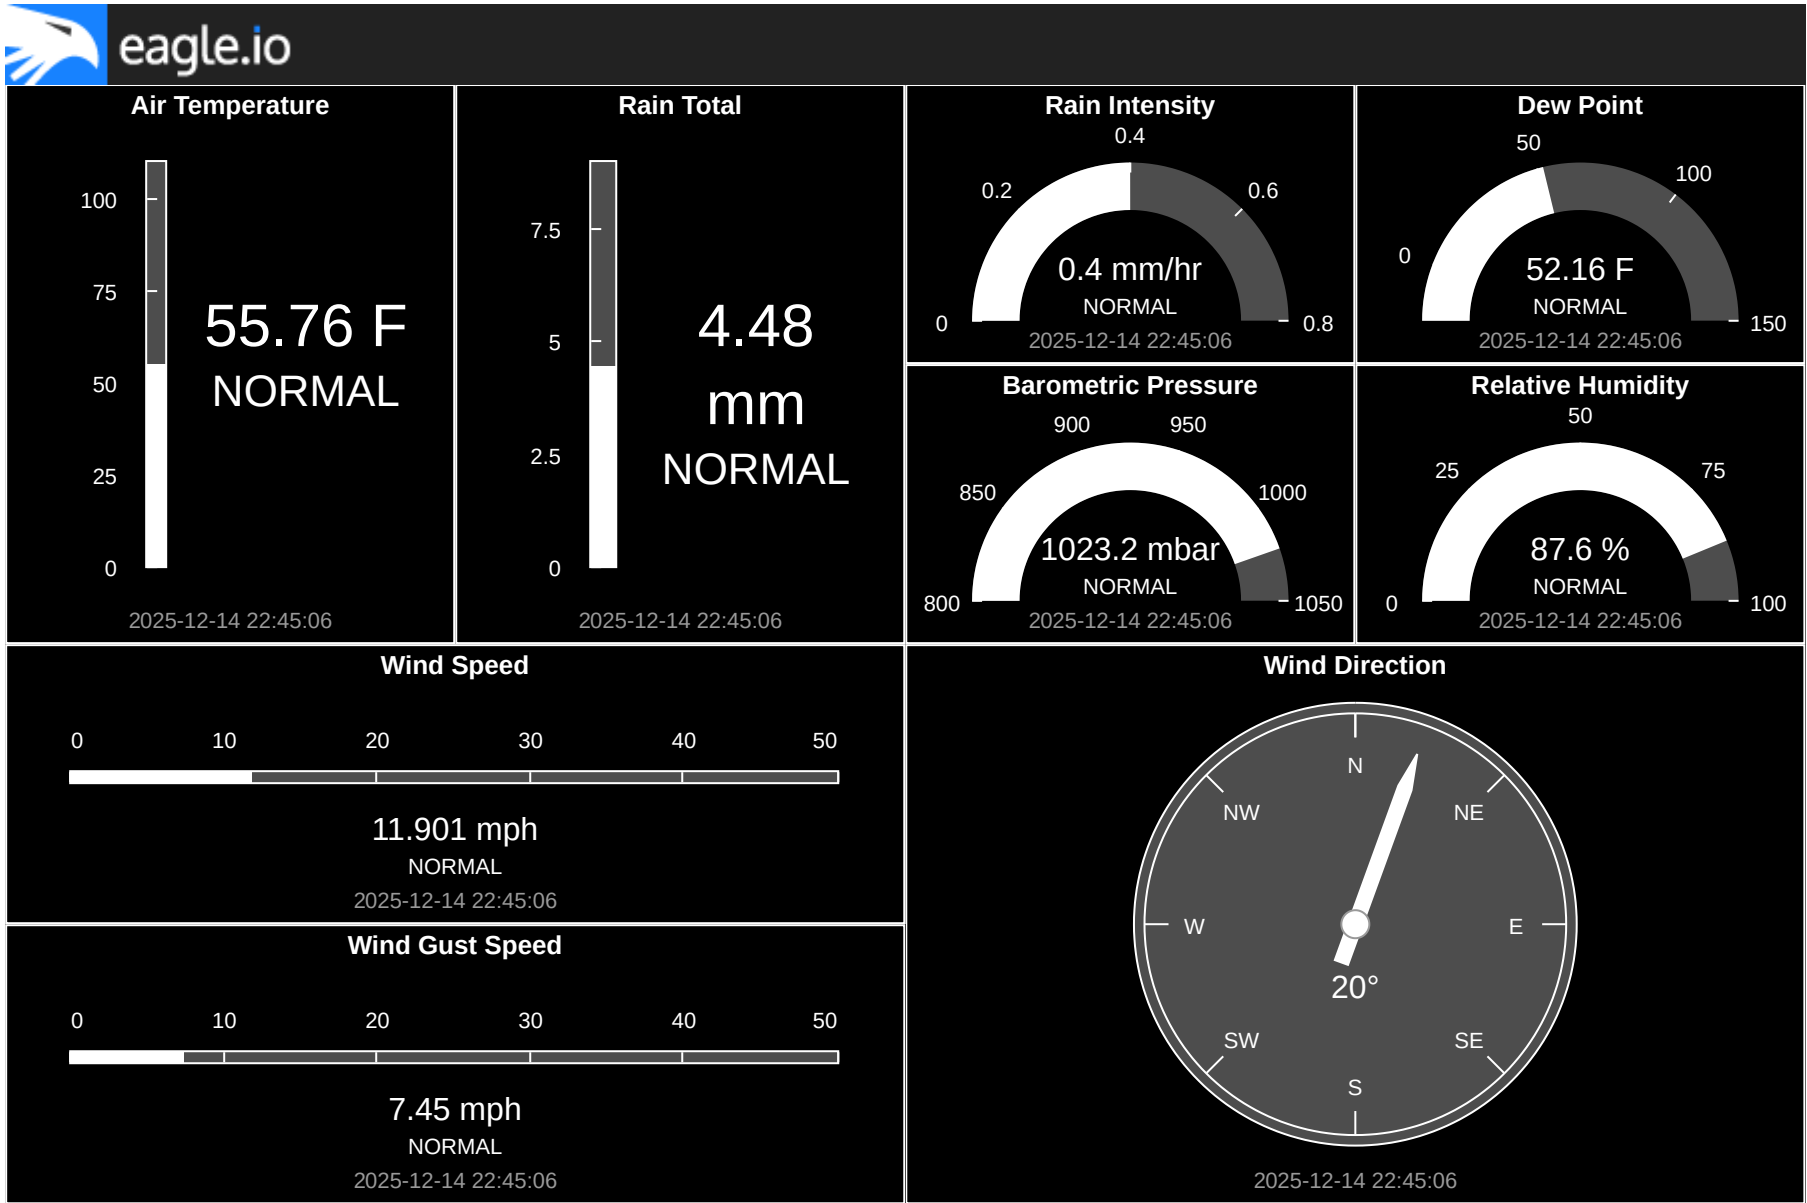 eagle.io
Air Temperature
100
75
50
25
0
55.76 F
NORMAL
2025-12-14 22:45:06
Rain Total
7.5
5
2.5
0
4.48
mm
NORMAL
2025-12-14 22:45:06
Rain Intensity
0
0.2
0.4
0.6
0.8
0.4 mm/hr
NORMAL
2025-12-14 22:45:06
Dew Point
0
50
100
150
52.16 F
NORMAL
2025-12-14 22:45:06
Barometric Pressure
800
850
900
950
1000
1050
1023.2 mbar
NORMAL
2025-12-14 22:45:06
Relative Humidity
0
25
50
75
100
87.6 %
NORMAL
2025-12-14 22:45:06
Wind Speed
0 10 20 30 40 50
11.901 mph
NORMAL
2025-12-14 22:45:06
Wind Gust Speed
0 10 20 30 40 50
7.45 mph
NORMAL
2025-12-14 22:45:06
Wind Direction
N
NW NE
W E
20°
SW SE
S
2025-12-14 22:45:06